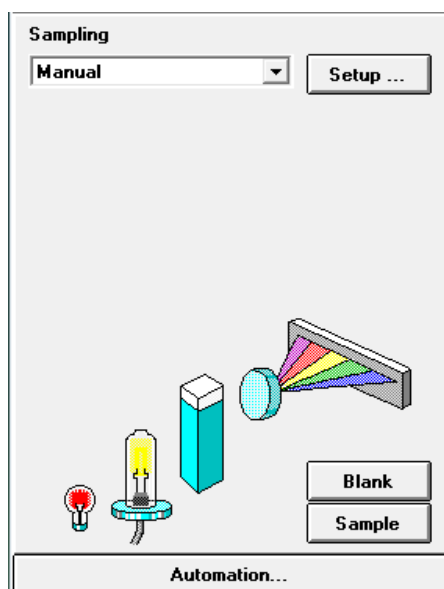 Sampling
Manual
Setup ...
Blank
Sample
Automation...